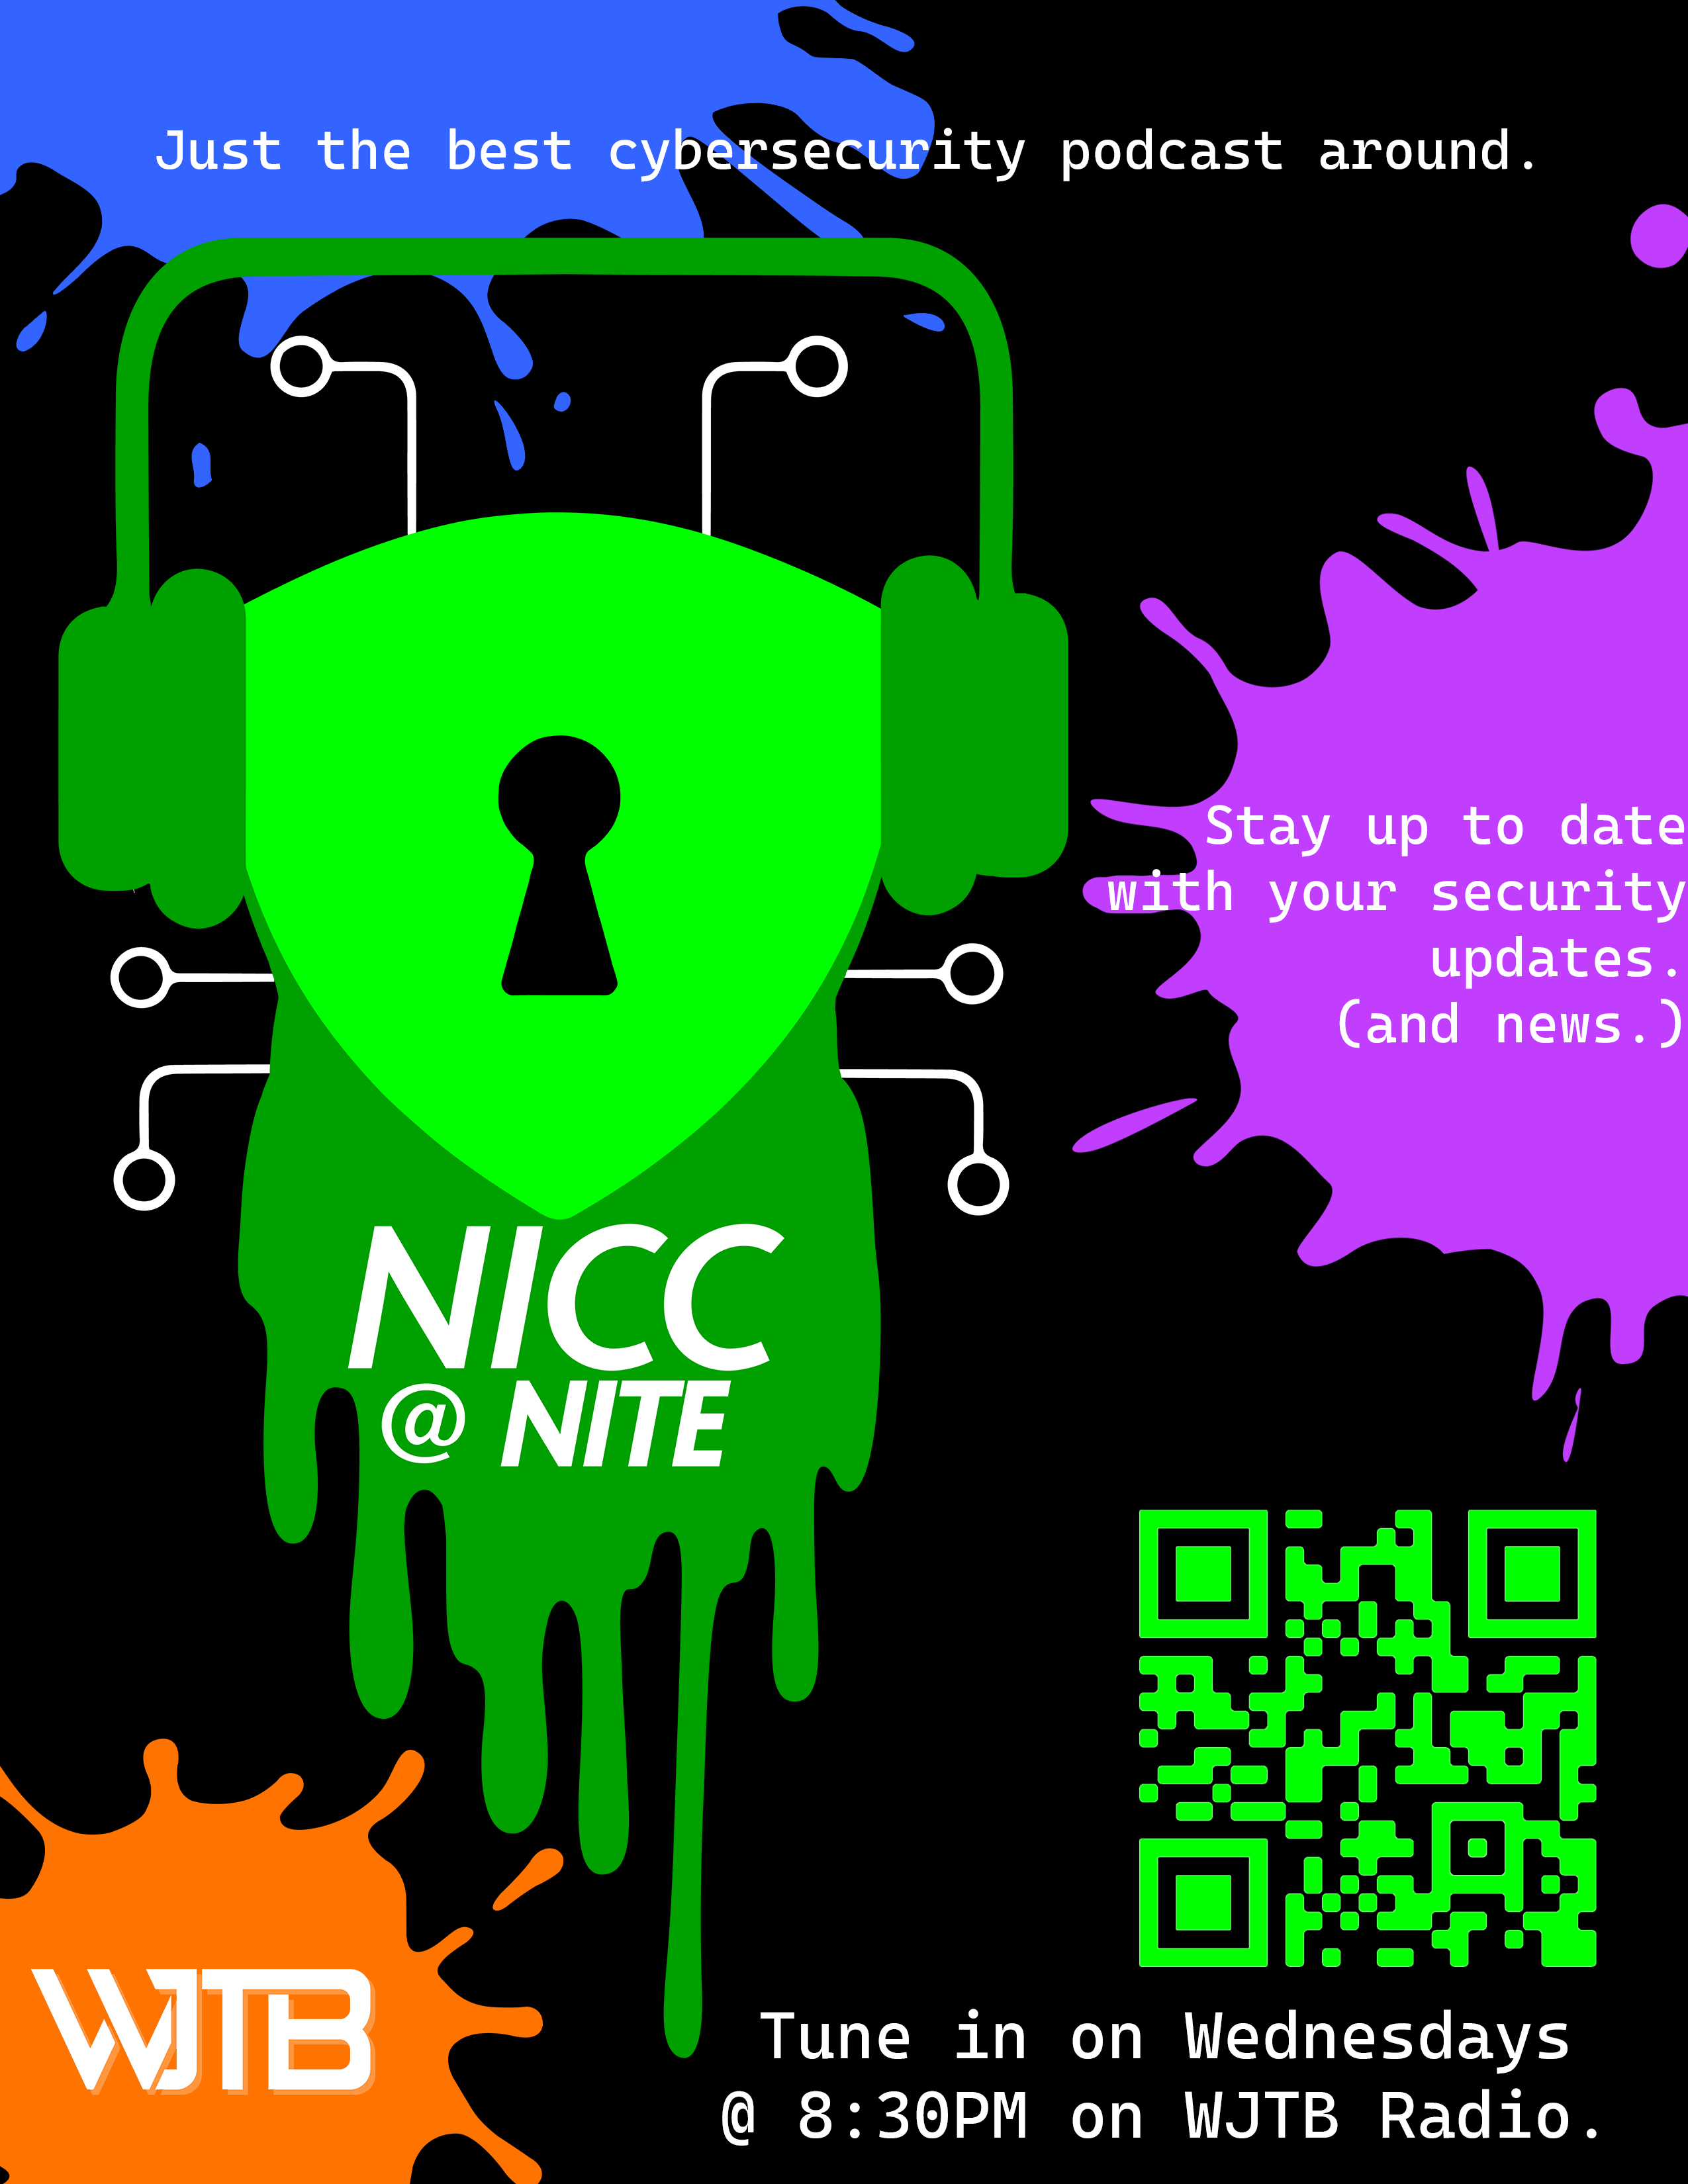 Just the best cybersecurity podcast around.
Stay up to date
with your security
updates.
(and news.)
NICC
@ NITE
WJTB
Tune in on Wednesdays
@ 8:30PM on WJTB Radio.